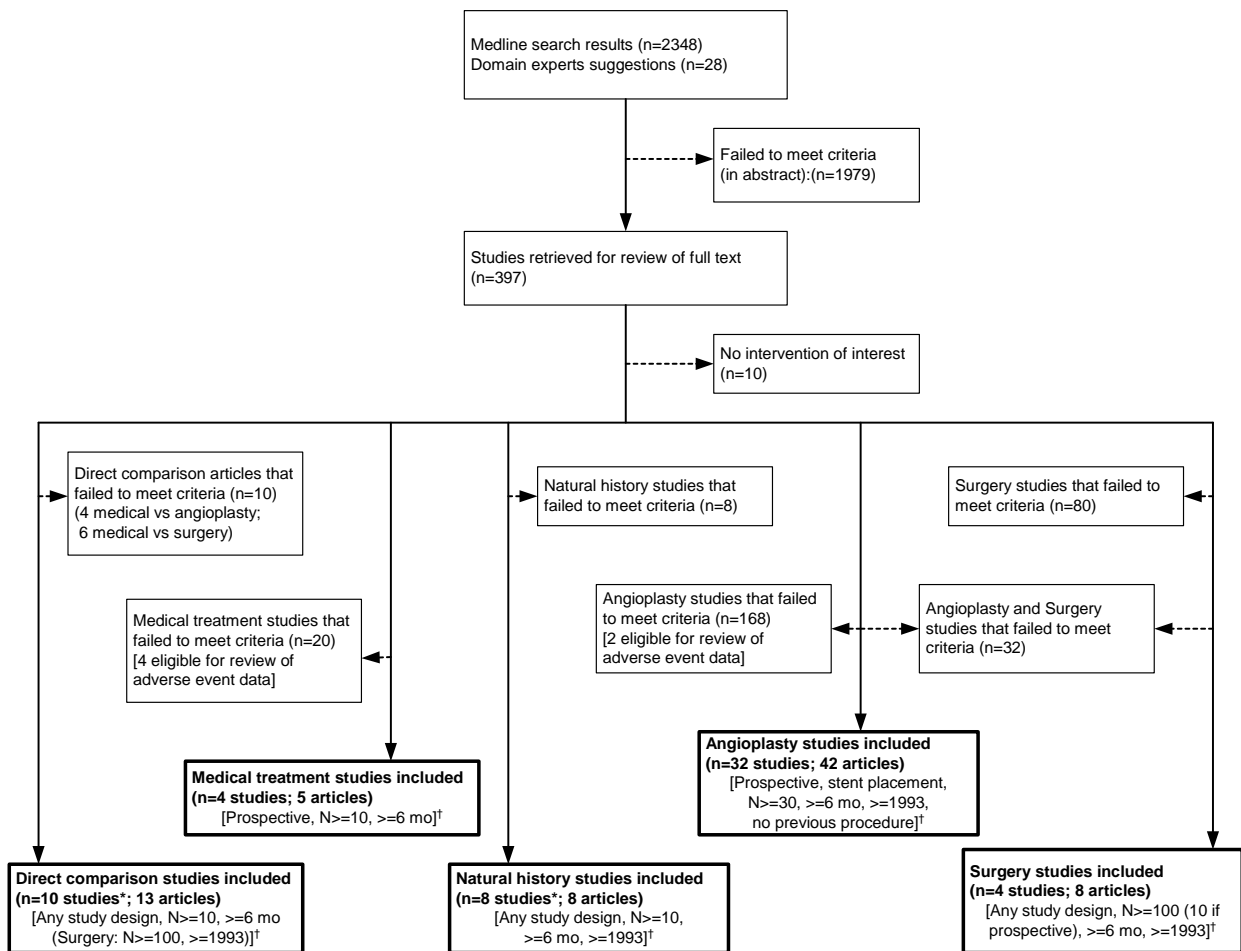 Medline search results (n=2348)
Domain experts suggestions (n=28)
Failed to meet criteria
(in abstract):(n=1979)
Studies retrieved for review of full text
(n=397)
No intervention of interest
(n=10)
Direct comparison articles that
failed to meet criteria (n=10)
(4 medical vs angioplasty;
6 medical vs surgery)
Natural history studies that
failed to meet criteria (n=8)
Surgery studies that failed to
meet criteria (n=80)
Medical treatment studies that
failed to meet criteria (n=20)
[4 eligible for review of
adverse event data]
Angioplasty studies that failed
to meet criteria (n=168)
[2 eligible for review of
adverse event data]
Angioplasty and Surgery
studies that failed to meet
criteria (n=32)
Medical treatment studies included
(n=4 studies; 5 articles)
[Prospective, N>=10, >=6 mo]†
Angioplasty studies included
(n=32 studies; 42 articles)
[Prospective, stent placement,
N>=30, >=6 mo, >=1993,
no previous procedure]†
Direct comparison studies included
(n=10 studies*; 13 articles)
[Any study design, N>=10, >=6 mo
(Surgery: N>=100, >=1993)]†
Natural history studies included
(n=8 studies*; 8 articles)
[Any study design, N>=10,
>=6 mo, >=1993]†
Surgery studies included
(n=4 studies; 8 articles)
[Any study design, N>=100 (10 if
prospective), >=6 mo, >=1993]†